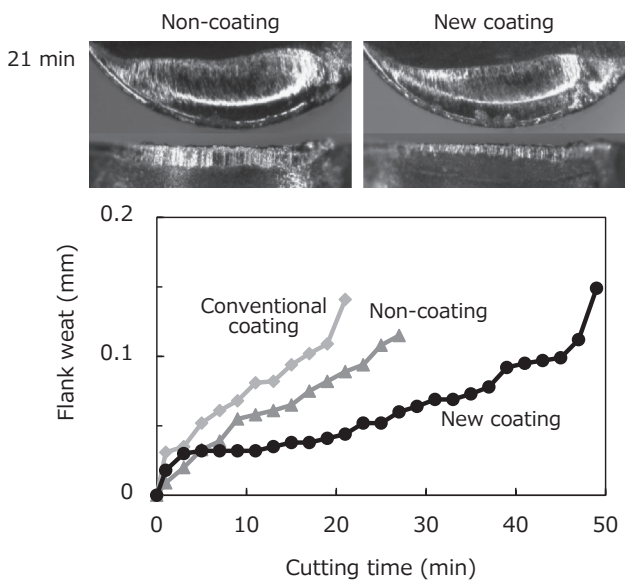 Non-coating
New coating
21 min
0.2
0.1
0
Flank weat (mm)
Conventional
coating
Non-coating
New coating
0
10
20
30
40
50
Cutting time (min)